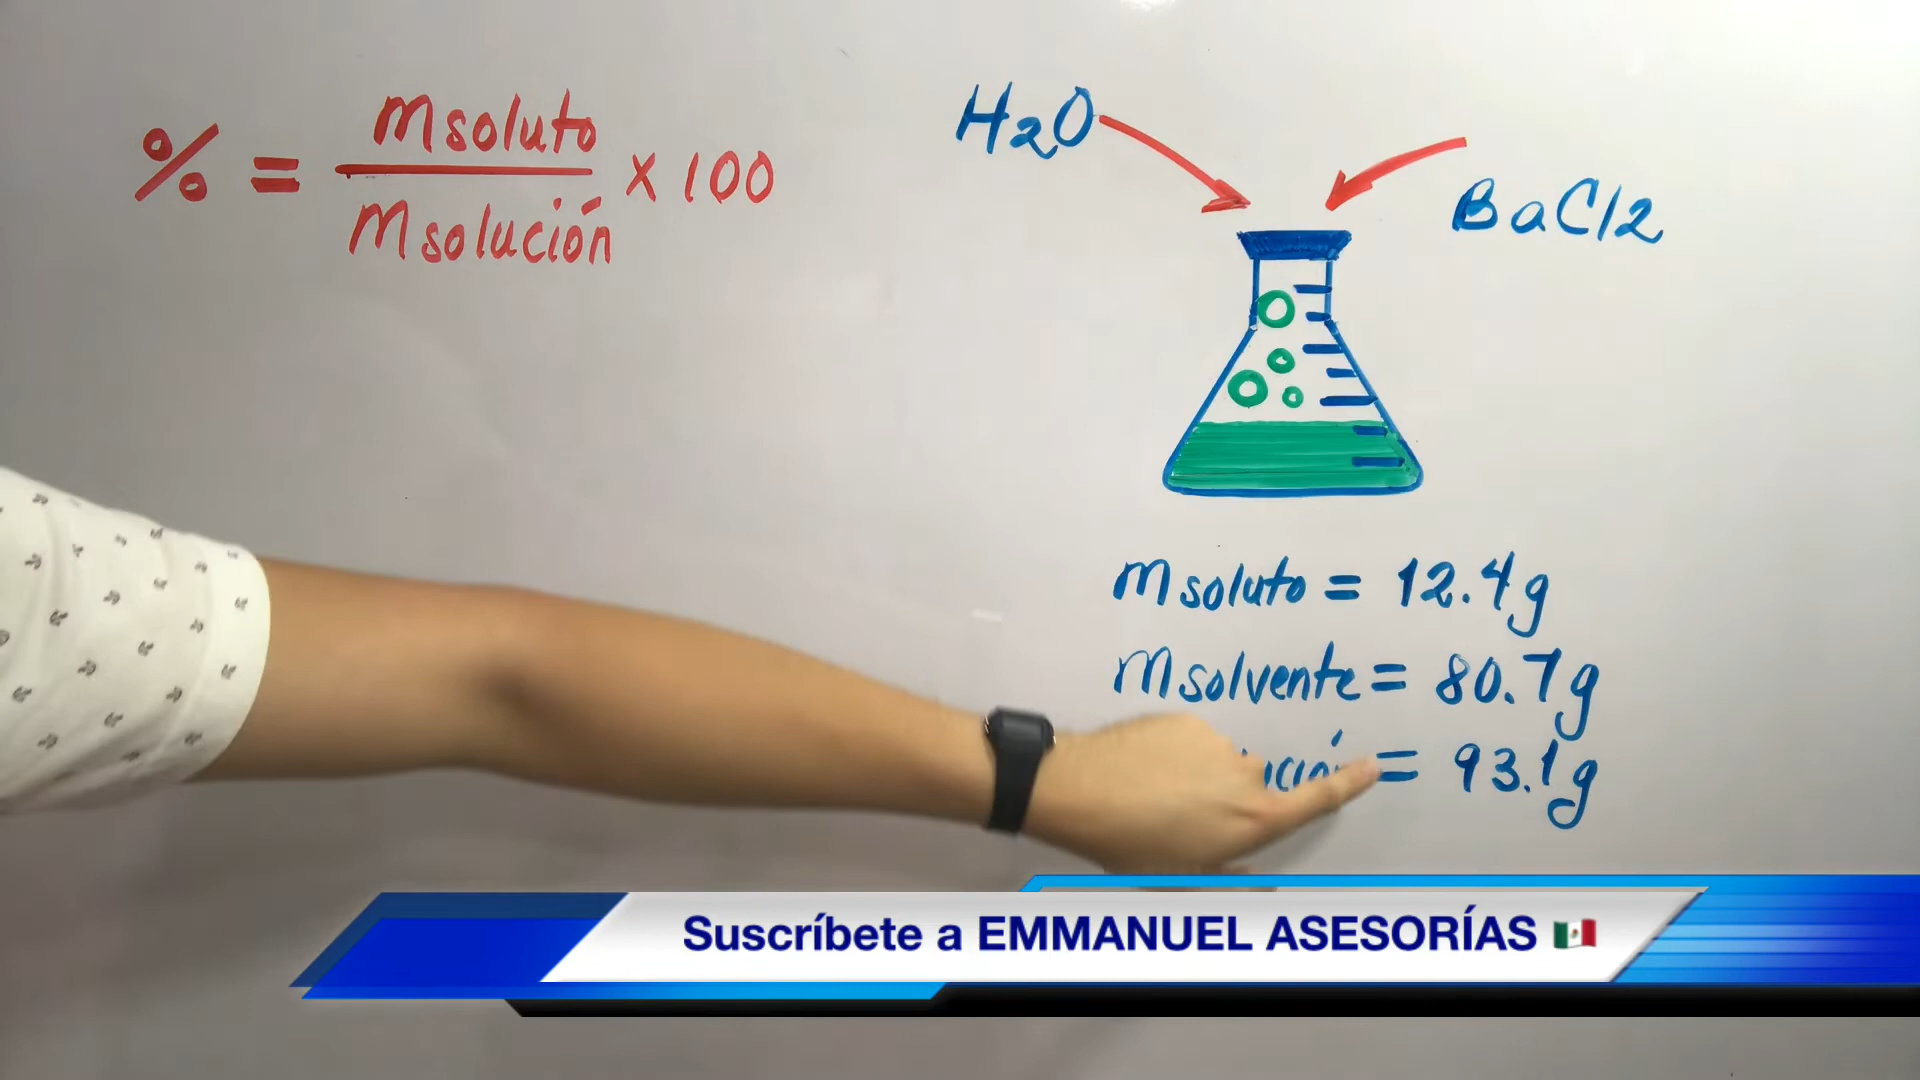 % = msoluto / msolución x 100
H2O
BaCl2
msoluto = 12.4g
msolvente = 80.7g
= 93.1g
Suscríbete a EMMANUEL ASESORÍAS 🇲🇽